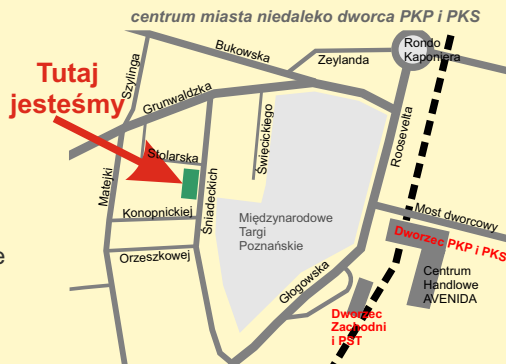 centrum miasta niedaleko dworca PKP i PKS
Rondo
Kaponiera
Bukowska
Zeylanda
Szylinga
Tutaj
jesteśmy
Grunwaldzka
Święcickiego
Roosevelta
Stolarska
Matejki
Śniadeckich
Konopnickiej
Most dworcowy
Międzynarodowe
Targi
Poznańskie
Dworzec PKP i PKS
Orzeszkowej
e
Głogowska
Centrum
Handlowe
AVENIDA
Dworzec
Zachodni
i PST